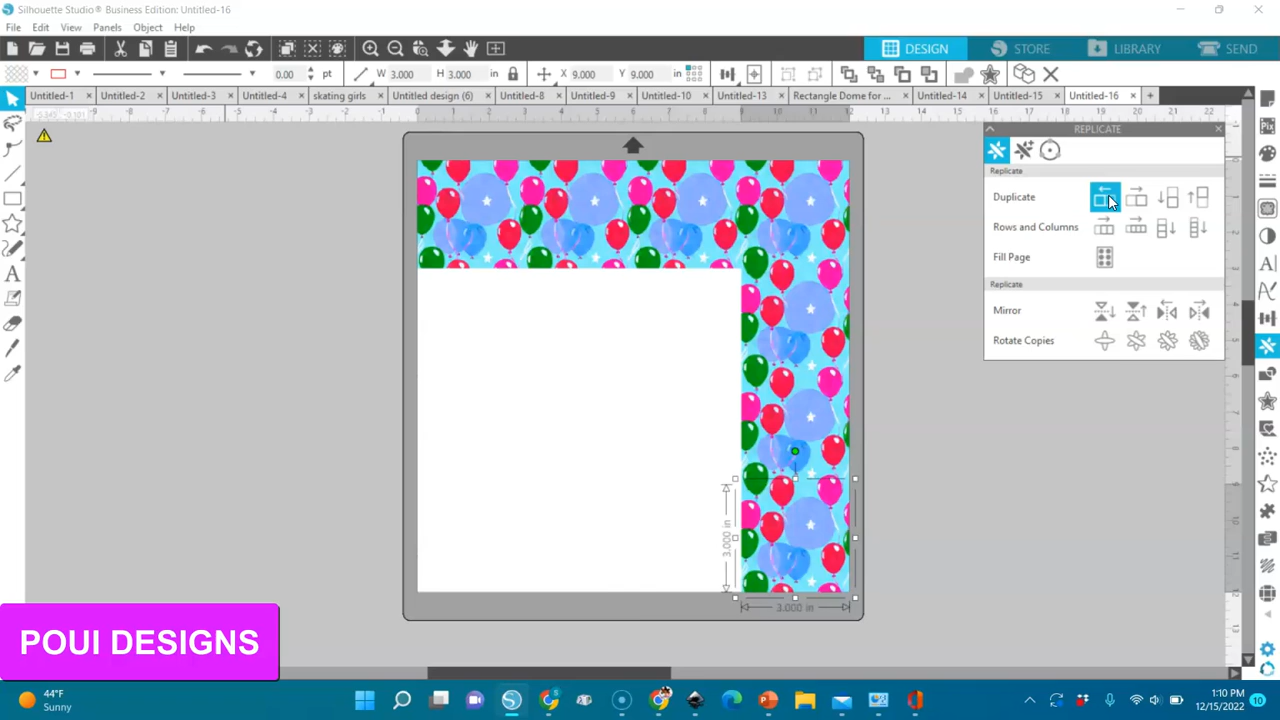 Silhouette Studio® Business Edition: Untitled-16
File Edit View Panels Object Help
DESIGN STORE LIBRARY SEND
0.00 pt W 3.000 H 3.000 in X 9.000 Y 9.000 in
Untitled-1 Untitled-2 Untitled-3 Untitled-4 skating girls Untitled design (6) Untitled-8 Untitled-9 Untitled-10 Untitled-13 Rectangle Dome for ... Untitled-14 Untitled-15 Untitled-16
REPLICATE
Replicate
Duplicate
Rows and Columns
Fill Page
Replicate
Mirror
Rotate Copies
3.000 in
3.000 in
POUI DESIGNS
44°F
Sunny
1:10 PM
12/15/2022
10